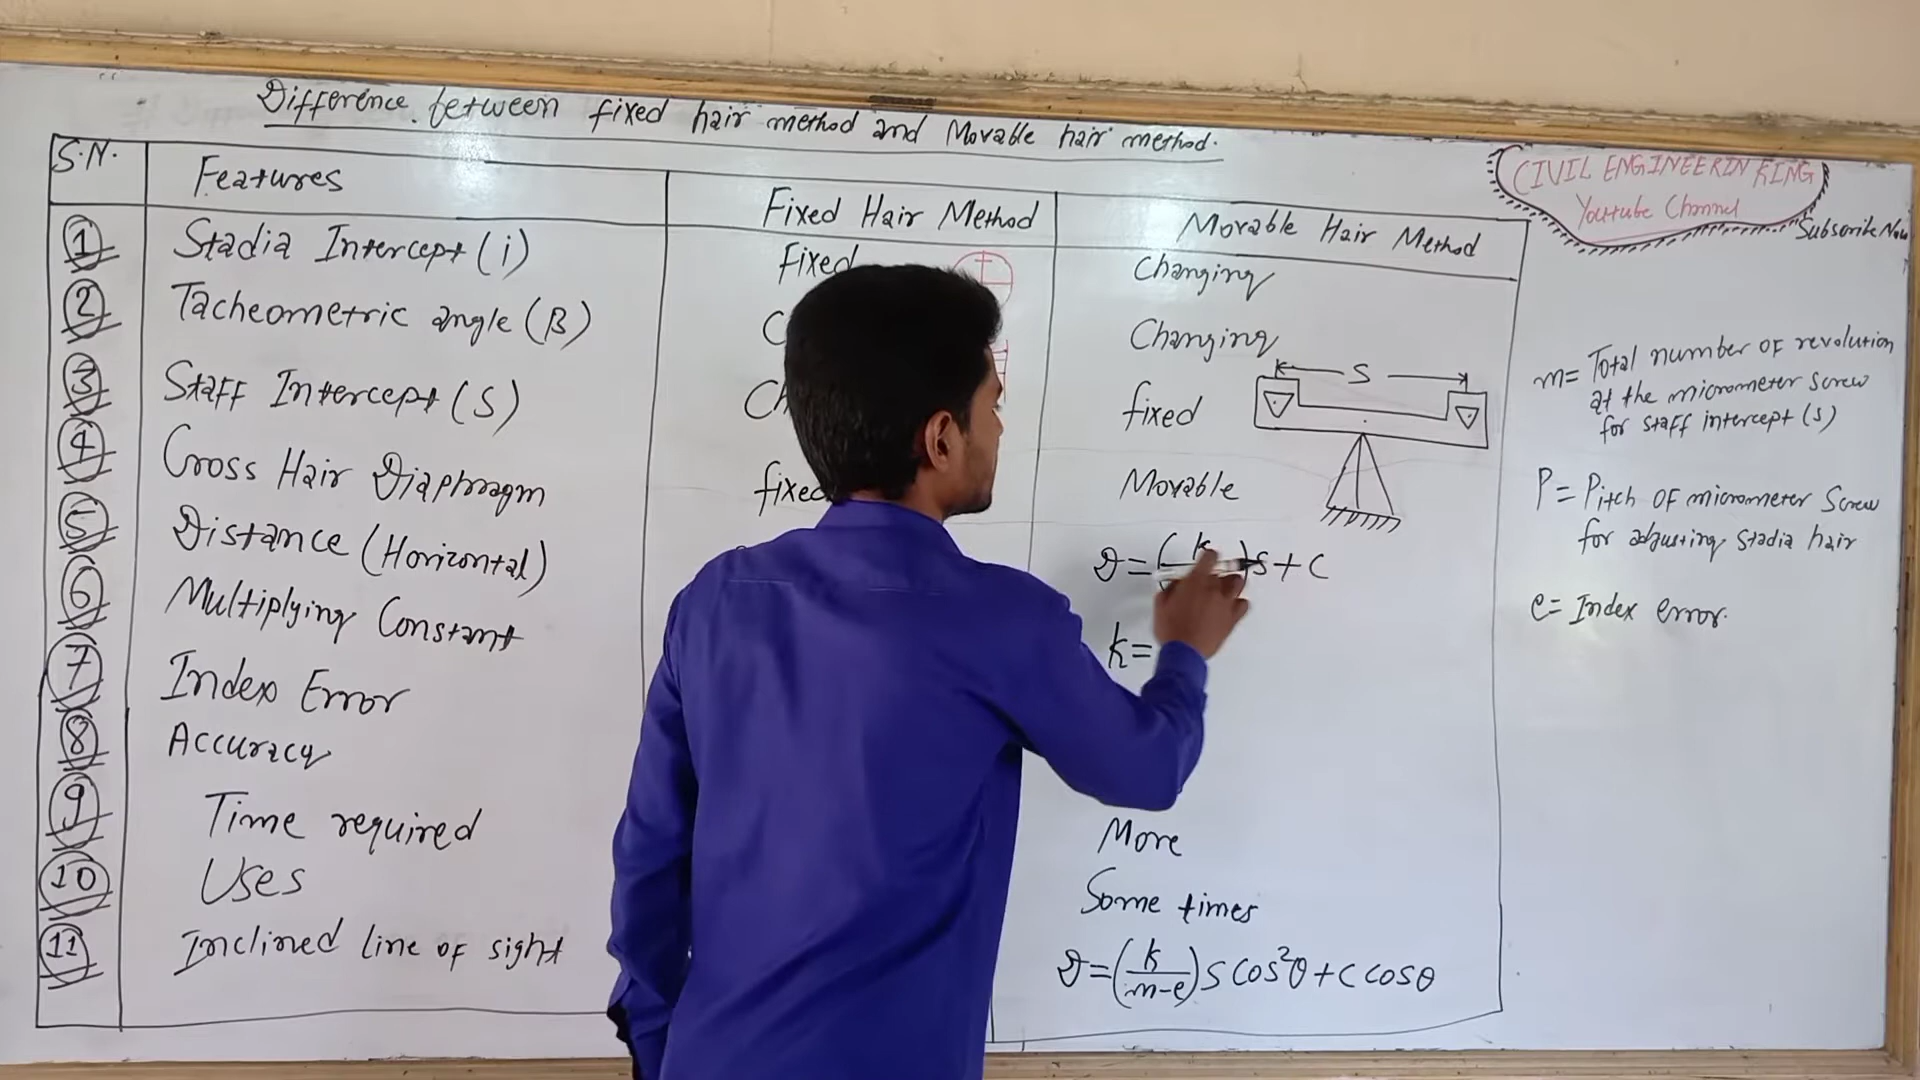 Difference between fixed hair method and Movable hair method.
S.N.
Features
Fixed Hair Method
Movable Hair Method
1
Stadia Intercept (i)
Fixed
Changing
2
Tacheometric angle (β)
Changing
3
Staff Intercept (S)
fixed
S
4
Cross Hair Diaphragm
fixed
Movable
5
Distance (Horizontal)
S + C
6
Multiplying Constant
k =
7
Index Error
8
Accuracy
9
Time required
More
10
Uses
Some times
11
Inclined line of sight
D = (k/m-e) S cos²θ + C cosθ
CIVIL ENGINEERIN KING
Youtube Channel
Subscribe Now
m = Total number of revolution
at the micrometer screw
for staff intercept (s)
P = Pitch of micrometer Screw
for adjusting stadia hair
e = Index error.